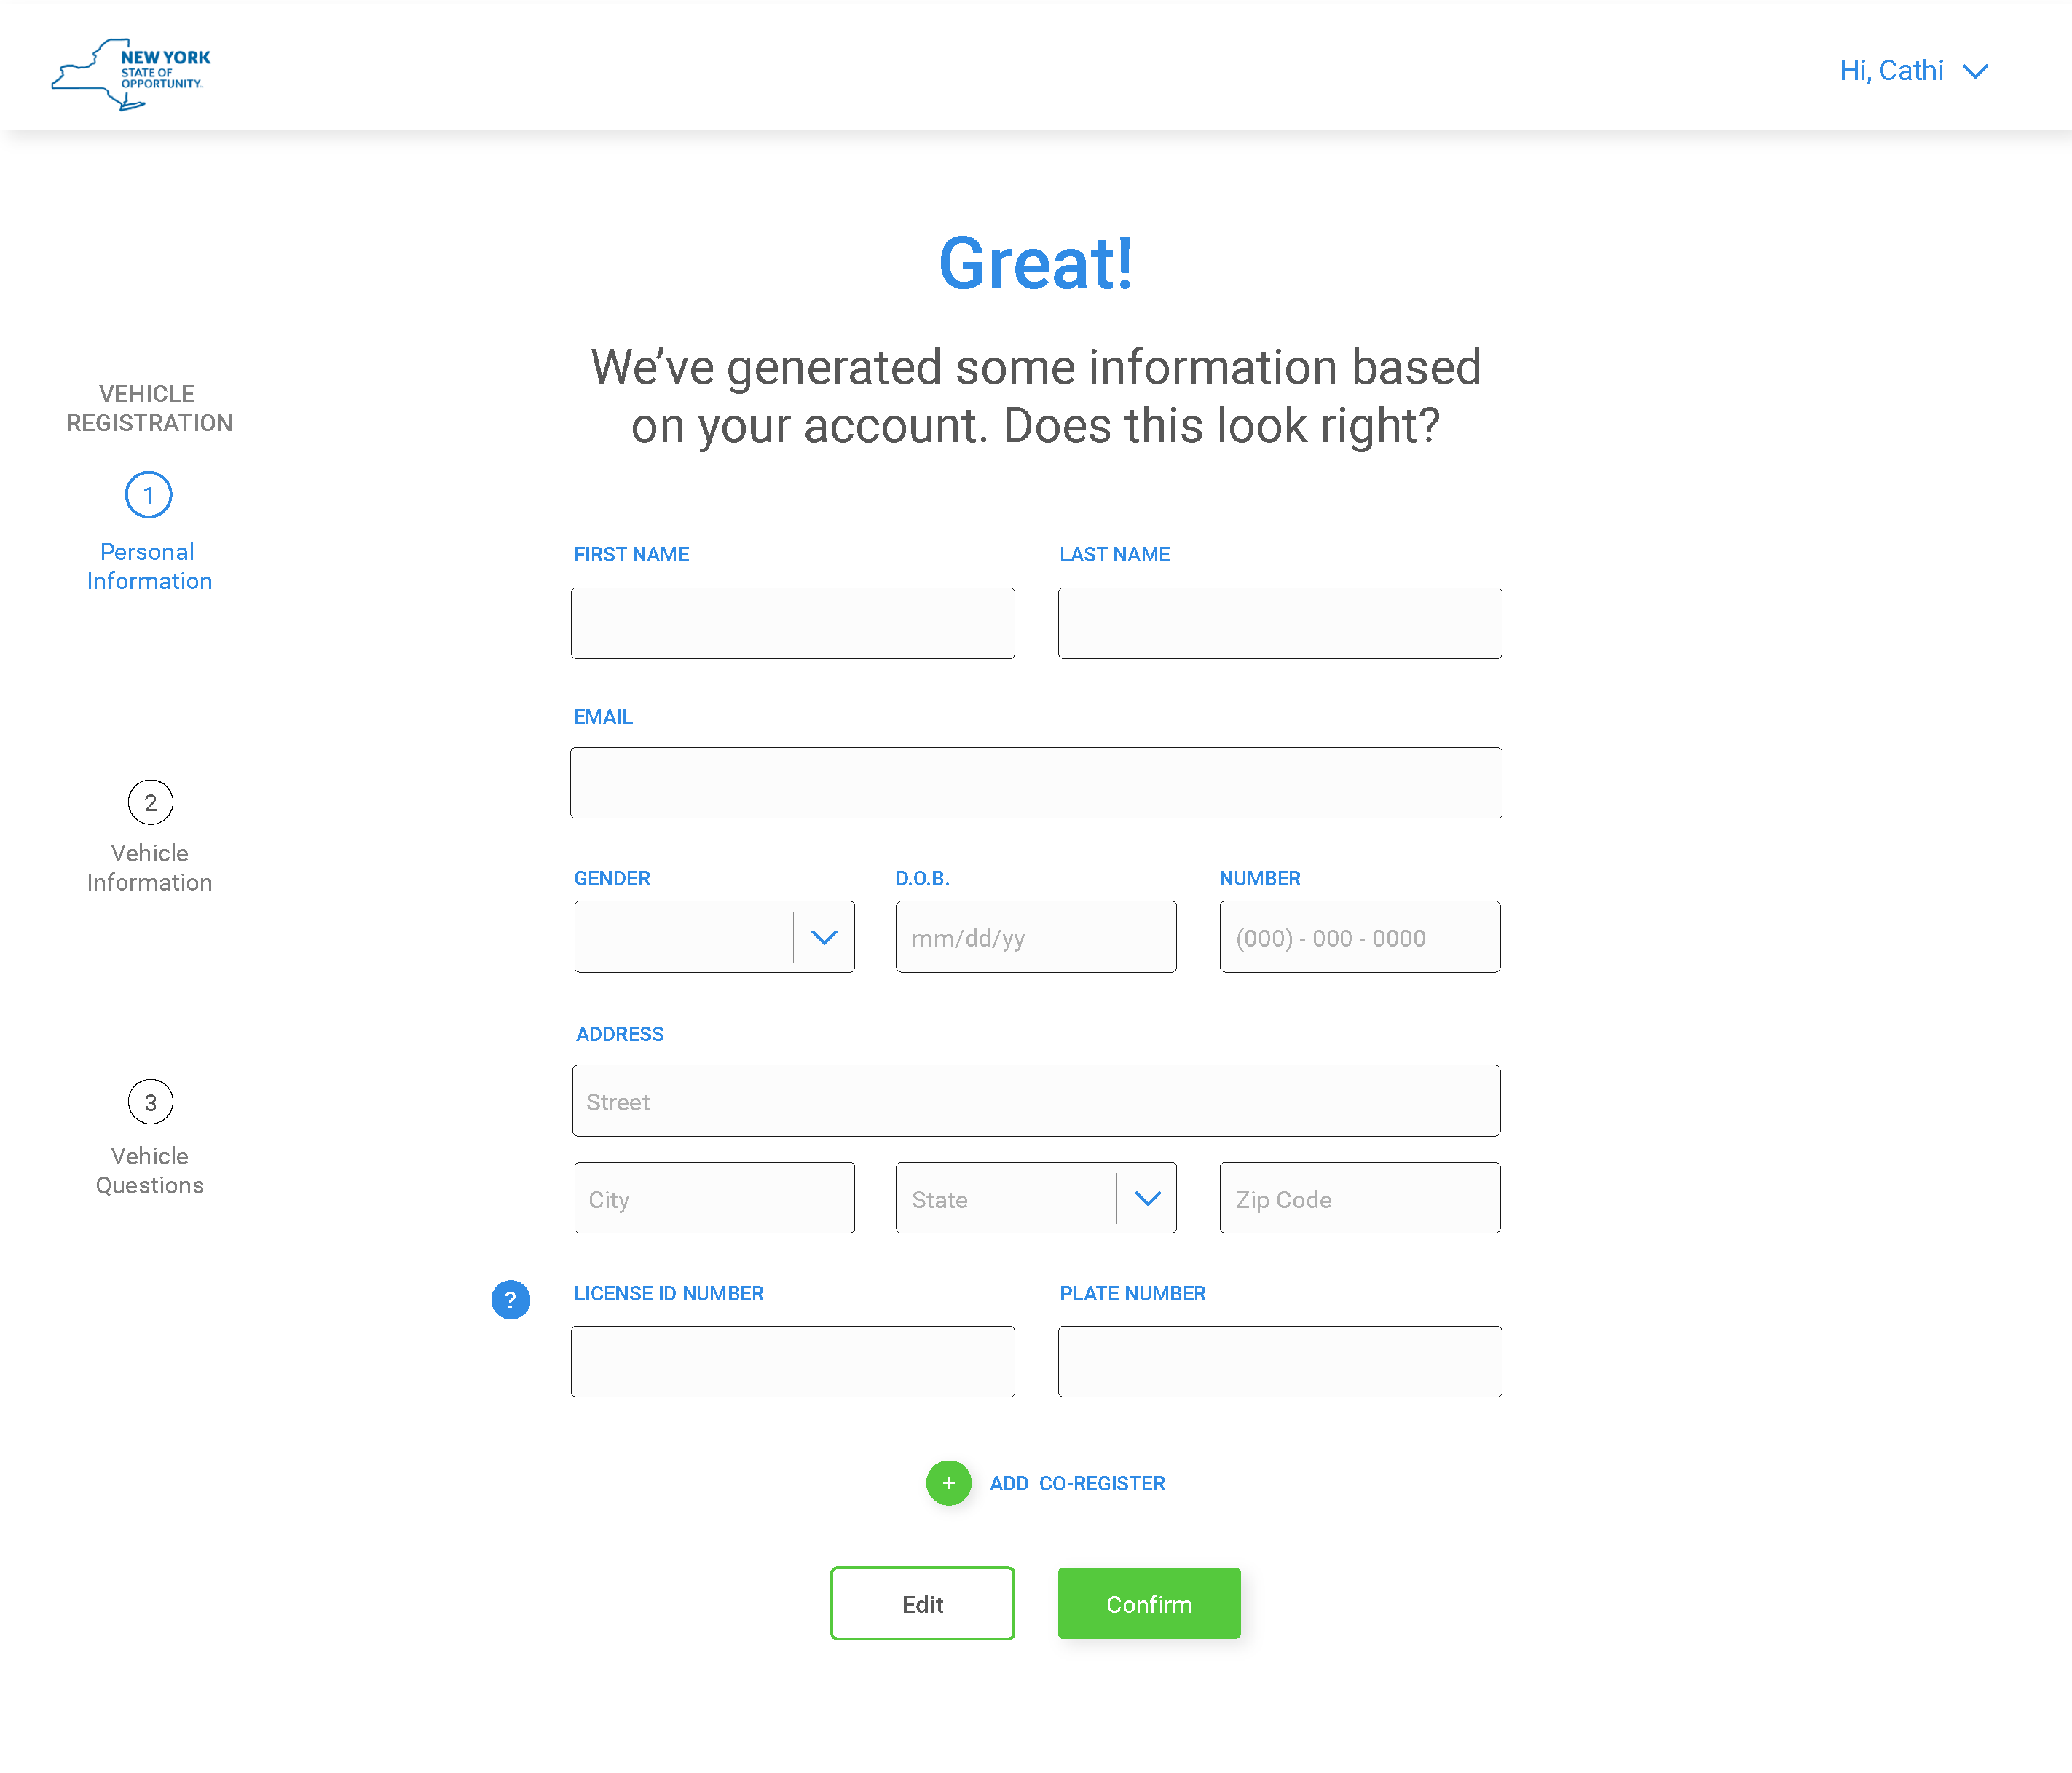 NEW YORK
STATE OF
OPPORTUNITY™
Hi, Cathi
Great!
We’ve generated some information based
on your account. Does this look right?
VEHICLE
REGISTRATION
1
Personal
Information
2
Vehicle
Information
3
Vehicle
Questions
FIRST NAME
LAST NAME
EMAIL
GENDER
D.O.B.
NUMBER
mm/dd/yy
(000) - 000 - 0000
ADDRESS
Street
City
State
Zip Code
?
LICENSE ID NUMBER
PLATE NUMBER
+ ADD CO-REGISTER
Edit
Confirm